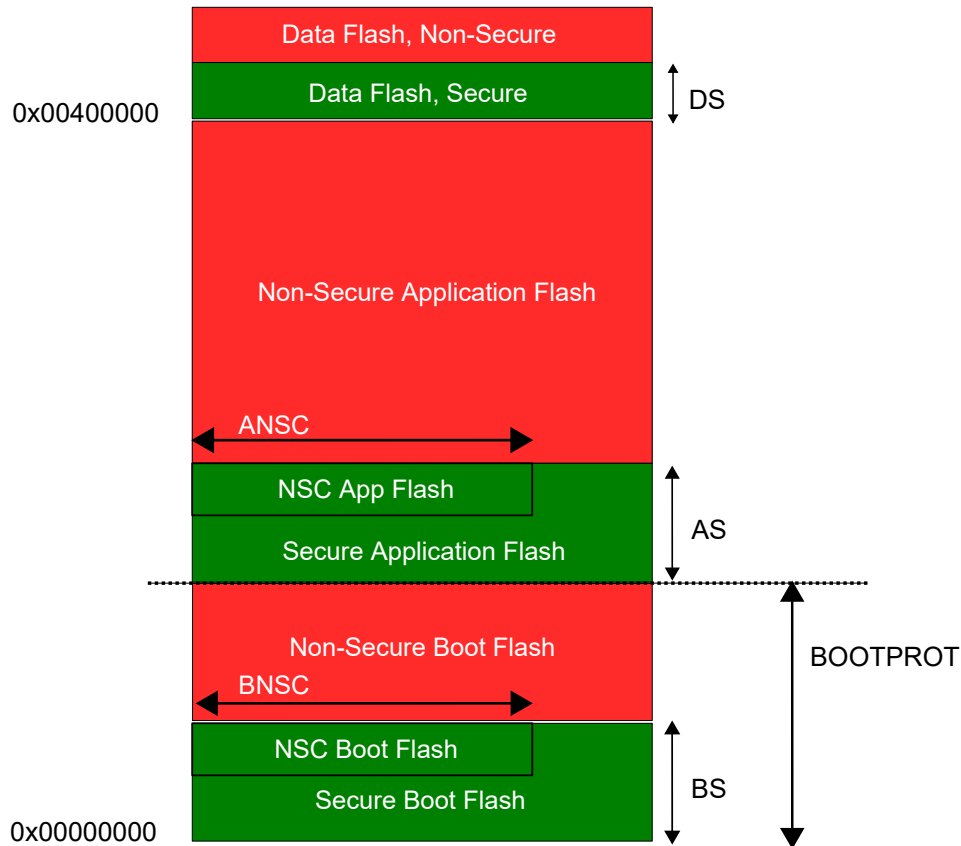 Data Flash, Non-Secure
Data Flash, Secure
DS
0x00400000
Non-Secure Application Flash
ANSC
NSC App Flash
AS
Secure Application Flash
Non-Secure Boot Flash
BOOTPROT
BNSC
NSC Boot Flash
BS
Secure Boot Flash
0x00000000